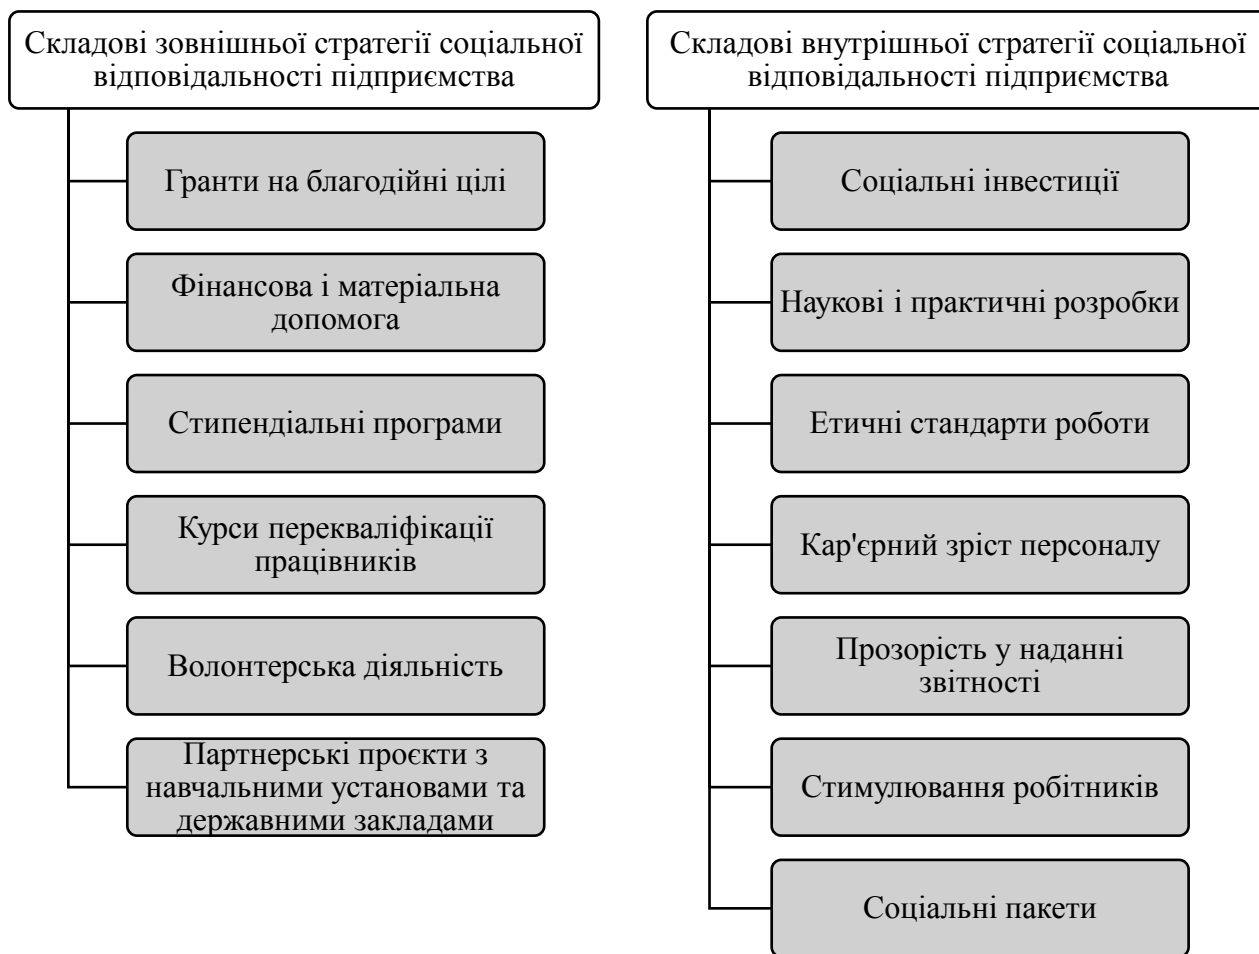 Складові зовнішньої стратегії соціальної
відповідальності підприємства
Гранти на благодійні цілі
Фінансова і матеріальна
допомога
Стипендіальні програми
Курси перекваліфікації
працівників
Волонтерська діяльність
Партнерські проєкти з
навчальними установами та
державними закладами
Складові внутрішньої стратегії соціальної
відповідальності підприємства
Соціальні інвестиції
Наукові і практичні розробки
Етичні стандарти роботи
Кар'єрний зріст персоналу
Прозорість у наданні
звітності
Стимулювання робітників
Соціальні пакети